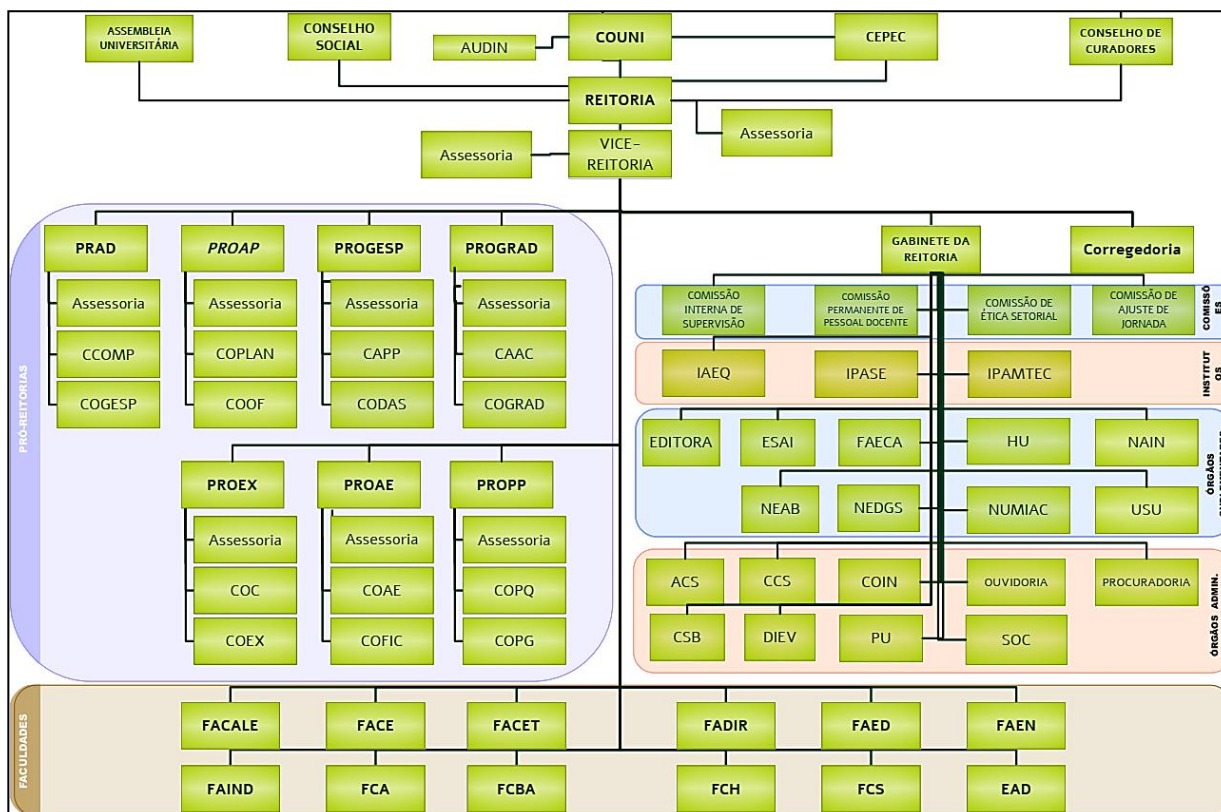 ASSEMBLEIA
UNIVERSITÁRIA
CONSELHO
SOCIAL
AUDIN
COUNI
CEPEC
CONSELHO DE
CURADORES
REITORIA
Assessoria
Assessoria
VICE-
REITORIA
PRÓ-REITORIAS
PRAD
PROAP
PROGESP
PROGRAD
Assessoria
Assessoria
Assessoria
Assessoria
CCOMP
COPLAN
CAPP
CAAC
COGESP
COOF
CODAS
COGRAD
PROEX
PROAE
PROPP
Assessoria
Assessoria
Assessoria
COC
COAE
COPQ
COEX
COFIC
COPG
GABINETE DA
REITORIA
Corregedoria
COMISSÃO
INTERNA DE
SUPERVISÃO
COMISSÃO
PERMANENTE DE
PESSOAL DOCENTE
COMISSÃO DE
ÉTICA SETORIAL
COMISSÃO DE
AJUSTE DE
JORNADA
COMISSÕ
ES
IAEQ
IPASE
IPAMTEC
INSTITUT
OS
EDITORA
ESAI
FAECA
HU
NAIN
NEAB
NEDGS
NUMIAC
USU
ÓRGÃOS
ACS
CCS
COIN
OUVIDORIA
PROCURADORIA
CSB
DIEV
PU
SOC
ÓRGÃOS ADMIN.
FACULDADES
FACALE
FACE
FACET
FADIR
FAED
FAEN
FAIND
FCA
FCBA
FCH
FCS
EAD